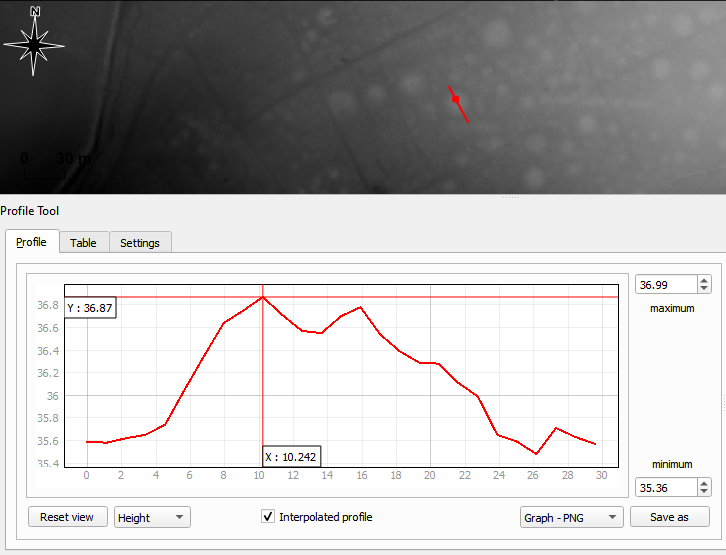 N
0 30 m
Profile Tool
Profile Table Settings
36.99
maximum
36.8
Y : 36.87
36.6
36.4
36.2
36
35.8
35.6
35.4
X : 10.242
0 2 4 6 8 10 12 14 16 18 20 22 24 26 28 30
minimum
35.36
Reset view Height Interpolated profile Graph - PNG Save as